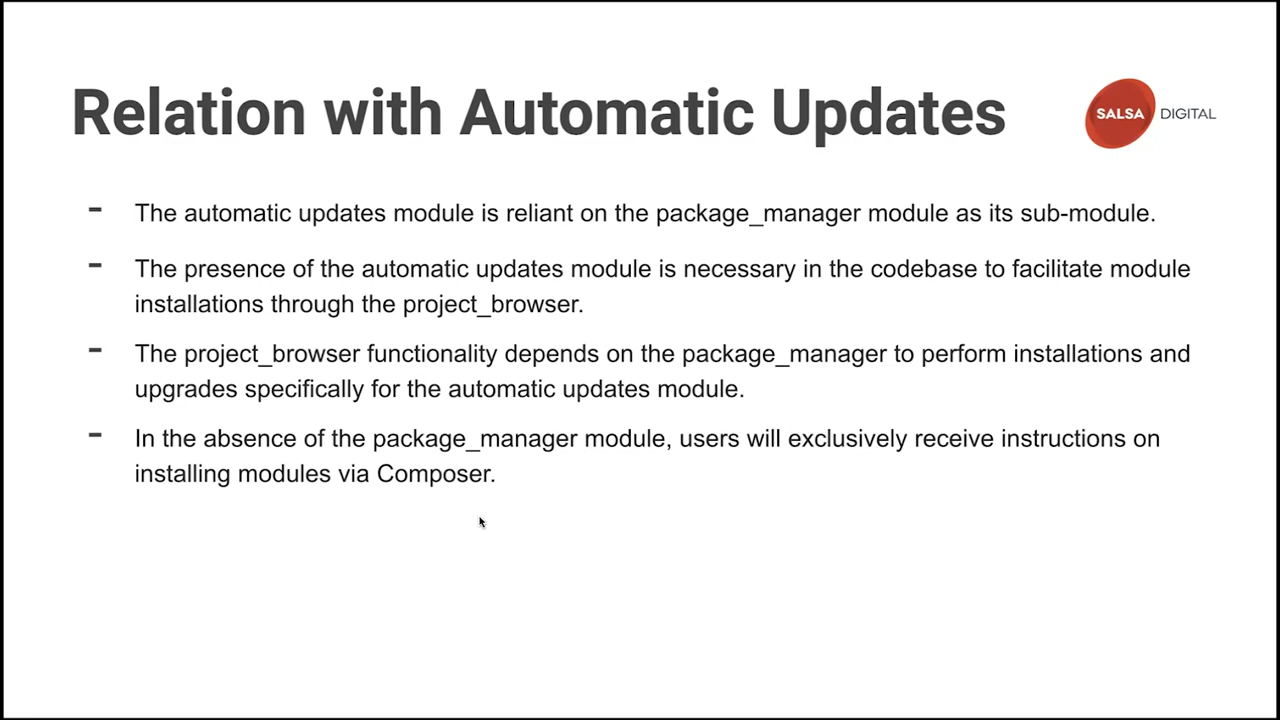 Relation with Automatic Updates
SALSA DIGITAL
- The automatic updates module is reliant on the package_manager module as its sub-module.
- The presence of the automatic updates module is necessary in the codebase to facilitate module
installations through the project_browser.
- The project_browser functionality depends on the package_manager to perform installations and
upgrades specifically for the automatic updates module.
- In the absence of the package_manager module, users will exclusively receive instructions on
installing modules via Composer.